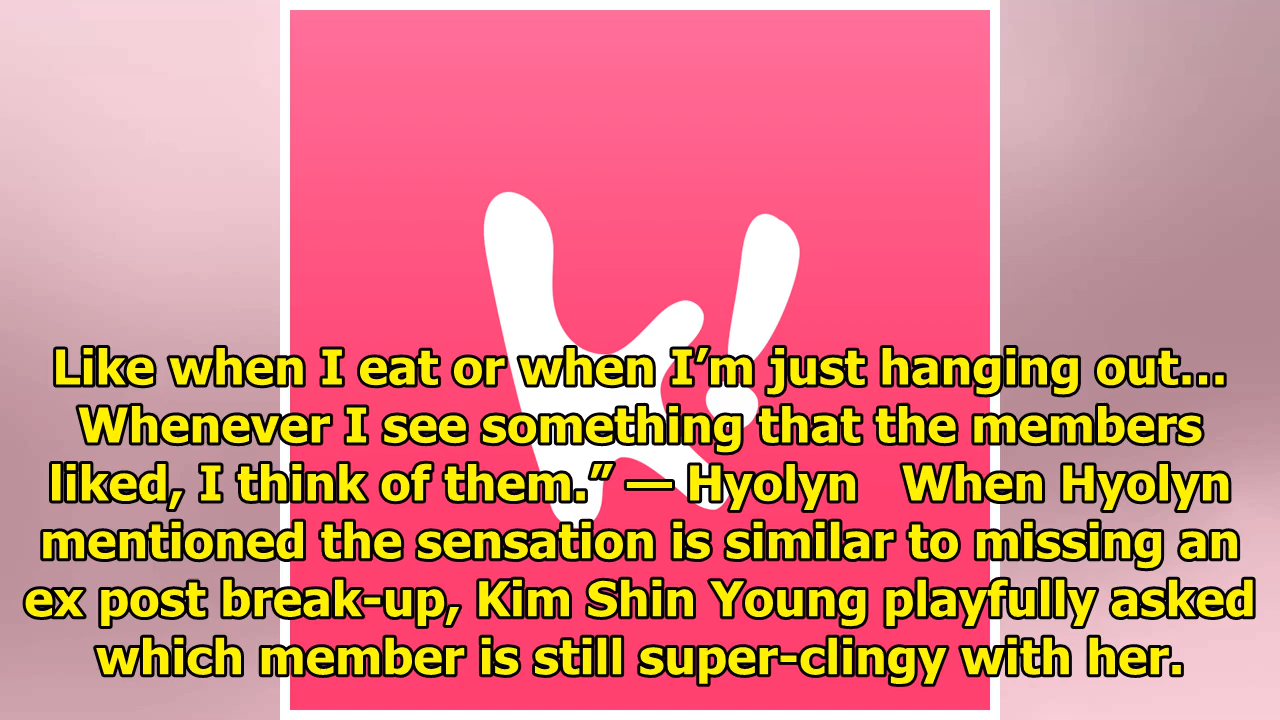 Like when I eat or when I’m just hanging out...
Whenever I see something that the members
liked, I think of them.” — Hyolyn   When Hyolyn
mentioned the sensation is similar to missing an
ex post break-up, Kim Shin Young playfully asked
which member is still super-clingy with her.
K!